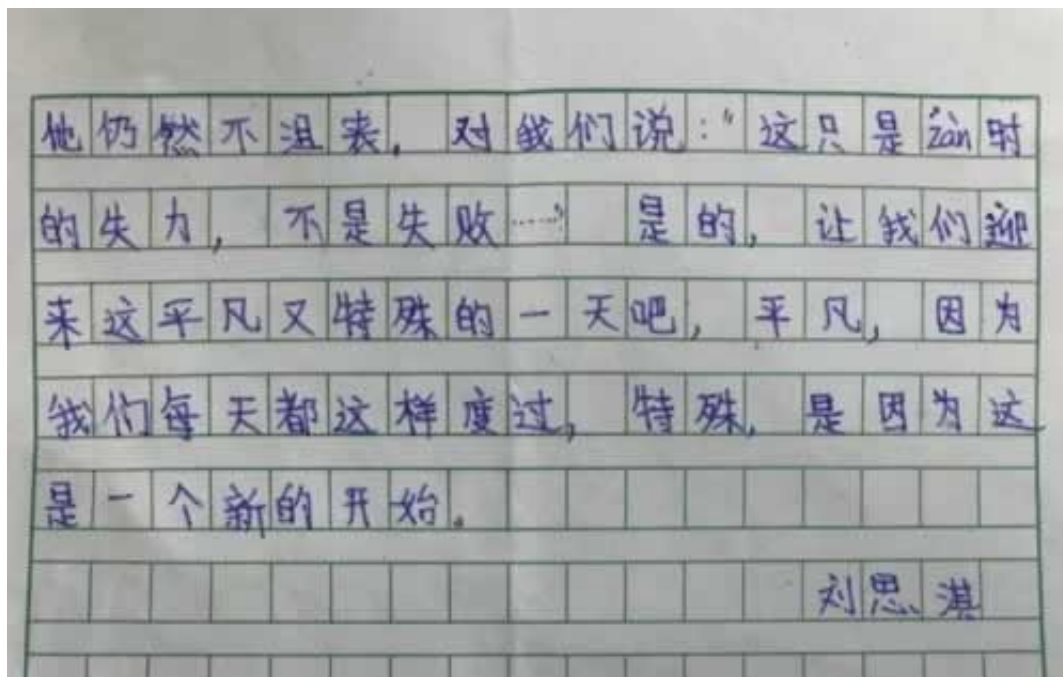 他仍然不沮丧,对我们说:“这只是zàn时
的失力,不是失败……”是的,让我们迎
来这平凡又特殊的一天吧,平凡,因为
我们每天都这样度过,特殊,是因为这
是一个新的开始。
刘思淇